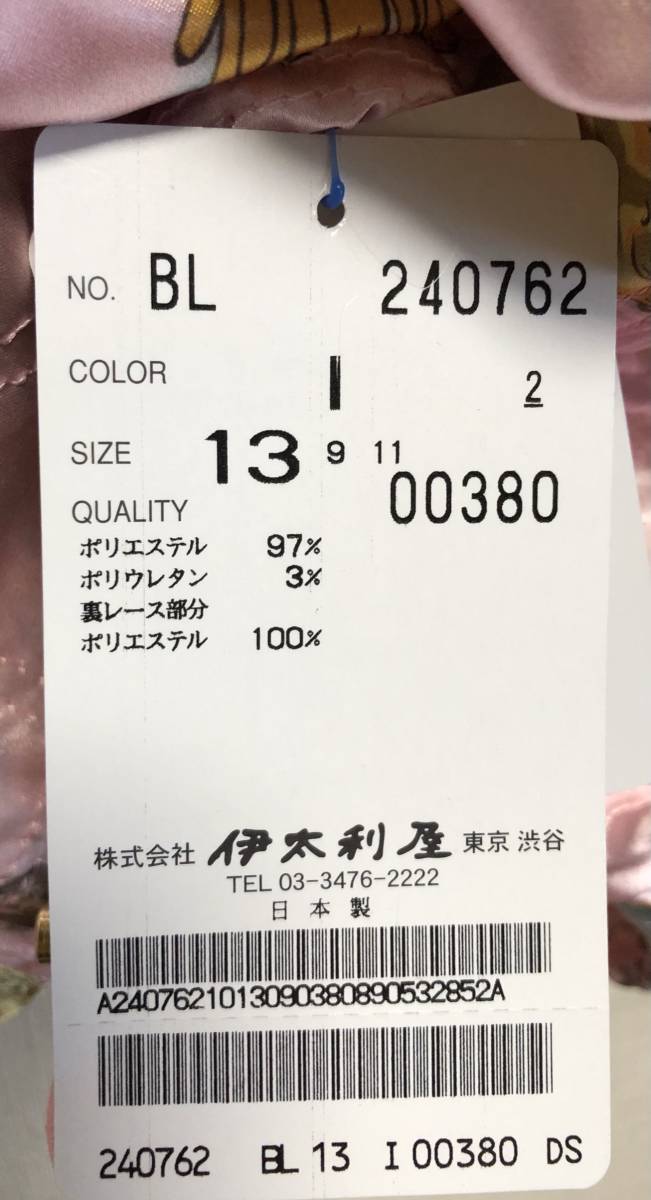 NO. BL 240762
COLOR I 2
SIZE 13 9 11
00380
QUALITY
ポリエステル 97%
ポリウレタン 3%
裏レース部分
ポリエステル 100%
株式会社 伊太利屋 東京 渋谷
TEL 03-3476-2222
日本製
A240762101309038089053285​2A
240762 BL 13 I 00380 DS